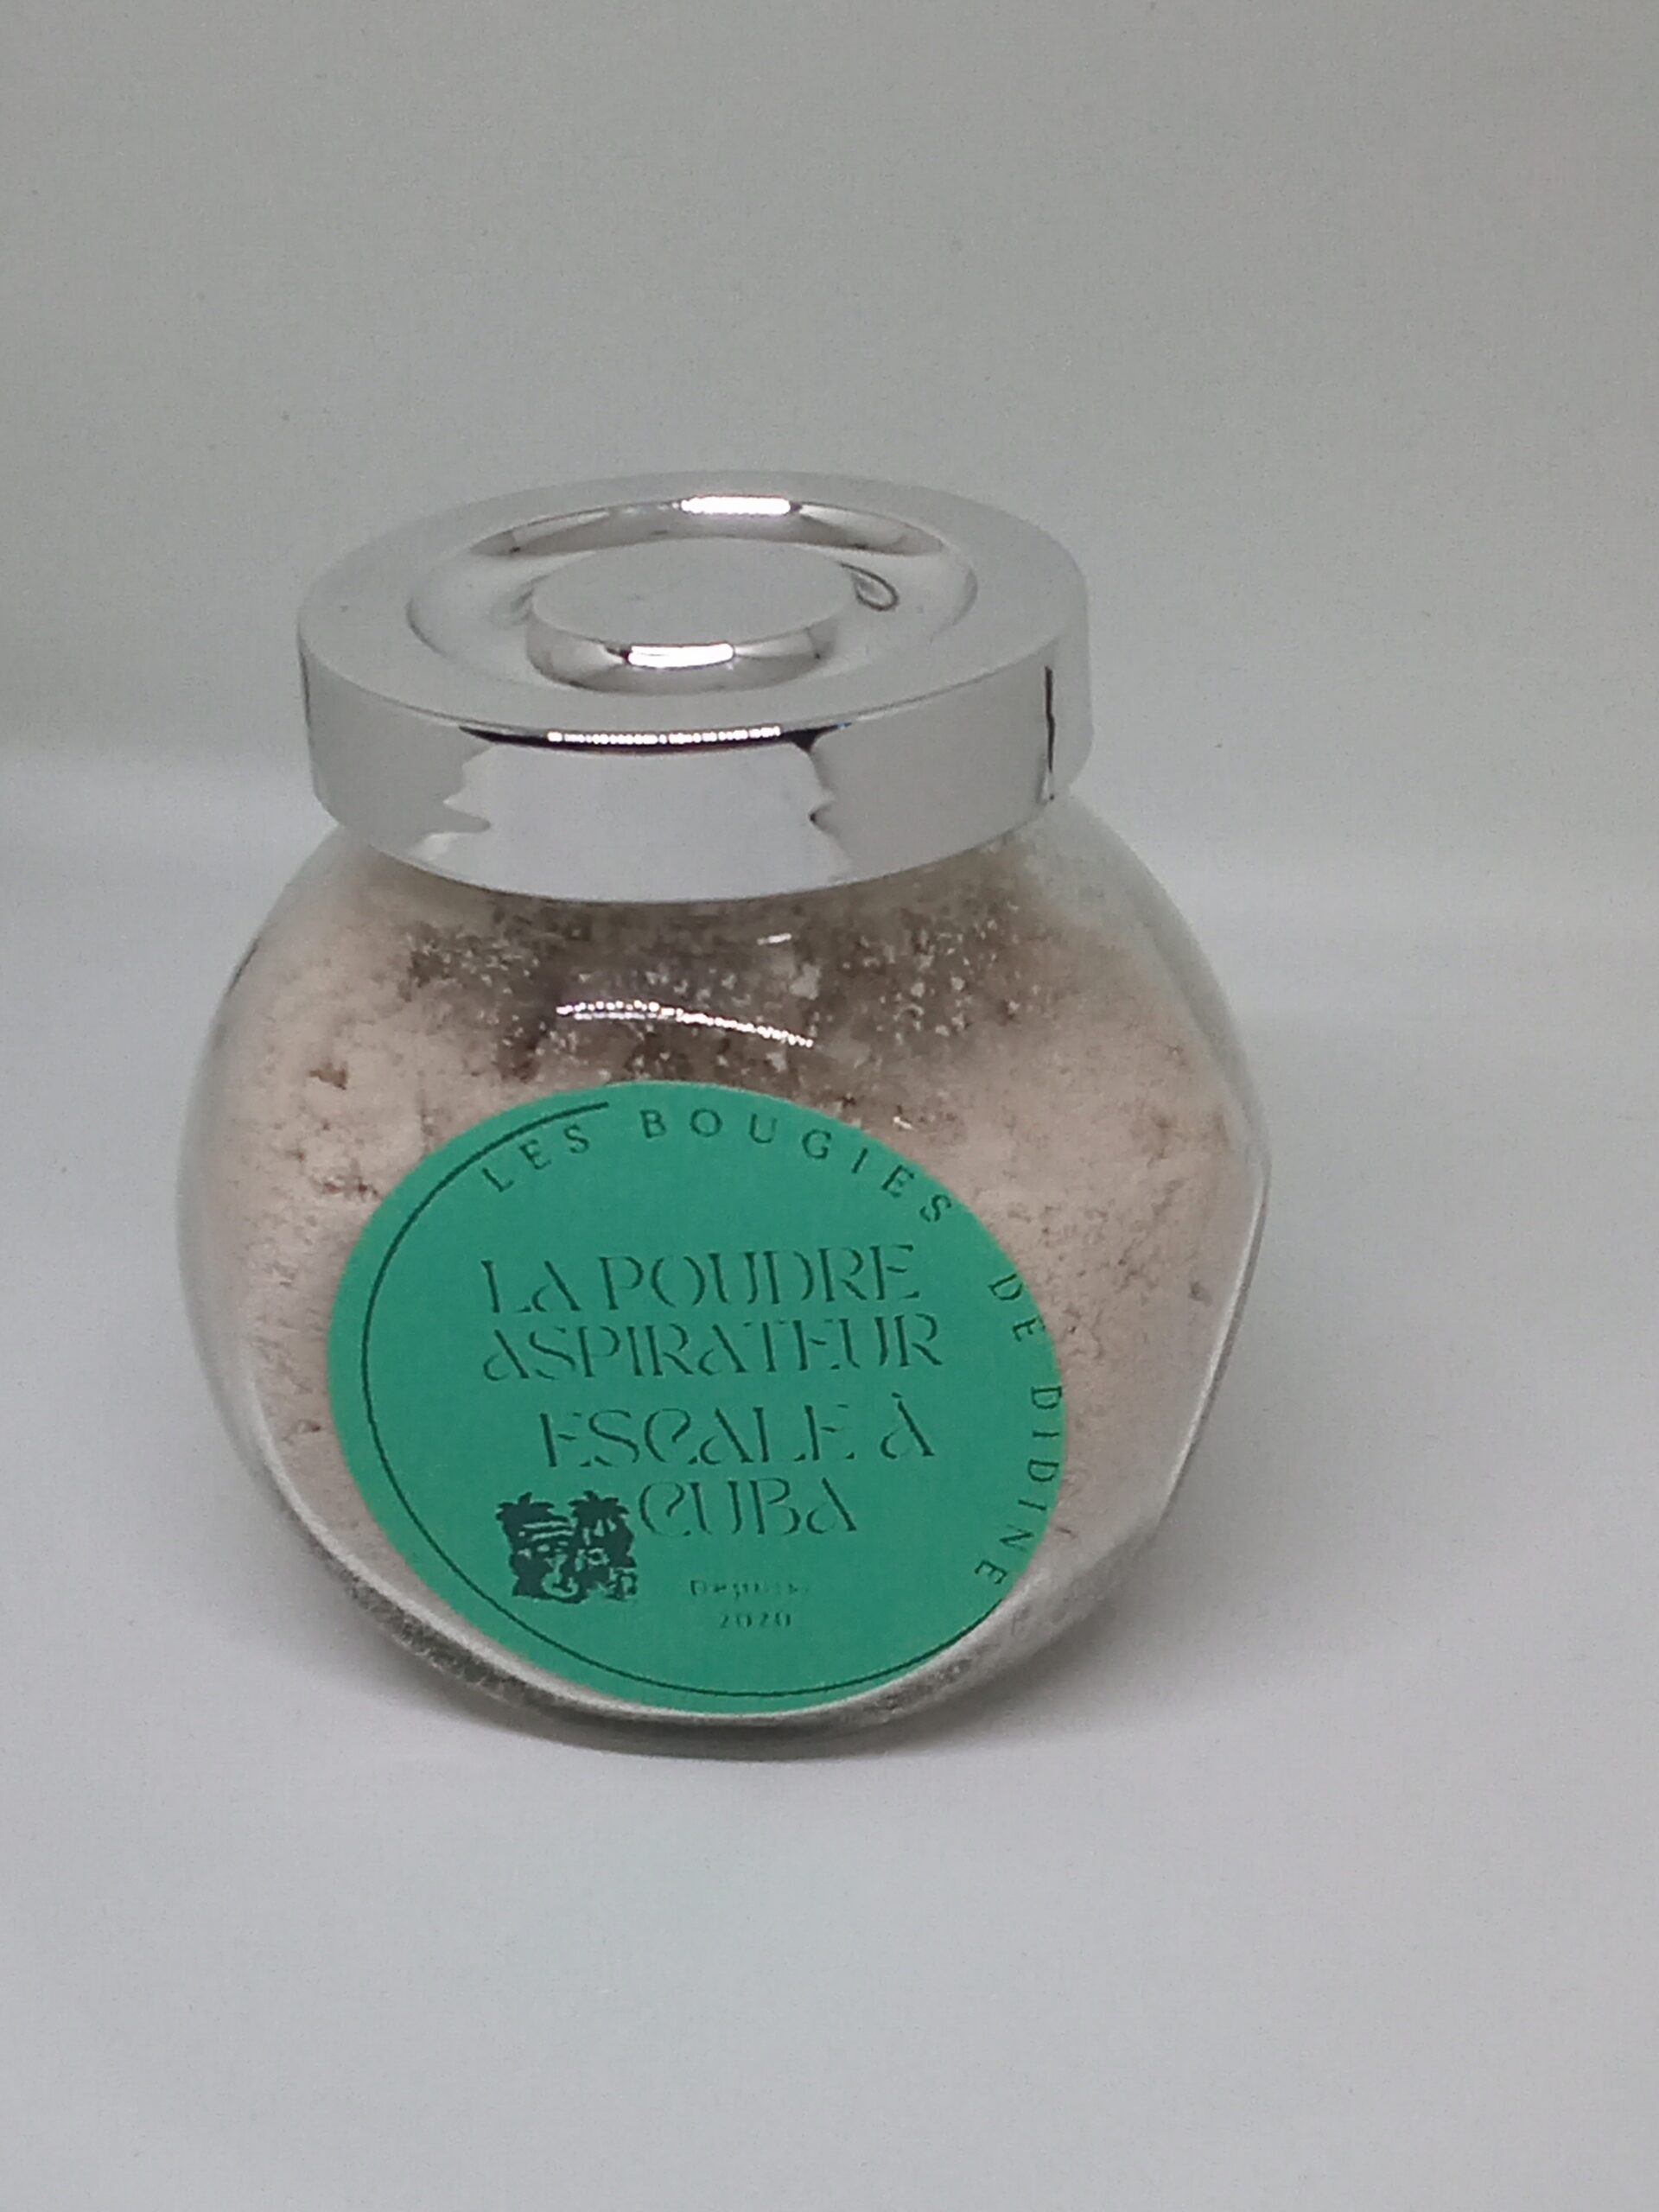 LES BOUGIES DE DIDINE
LA POUDRE
ASPIRATEUR
ESCALE À
CUBA
Depuis
2020